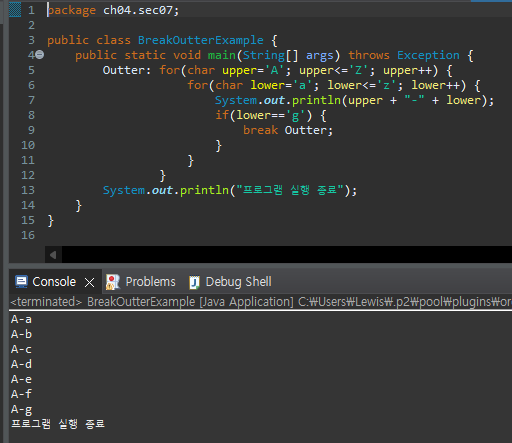 1 package ch04.sec07;
2
3 public class BreakOutterExample {
4 public static void main(String[] args) throws Exception {
5 Outter: for(char upper='A'; upper<='Z'; upper++) {
6 for(char lower='a'; lower<='z'; lower++) {
7 System.out.println(upper + "-" + lower);
8 if(lower=='g') {
9 break Outter;
10 }
11 }
12 }
13 System.out.println("프로그램 실행 종료");
14 }
15 }
16
Console Problems Debug Shell
<terminated> BreakOutterExample [Java Application] C:₩Users₩Lewis₩.p2₩pool₩plugins₩or
A-a
A-b
A-c
A-d
A-e
A-f
A-g
프로그램 실행 종료